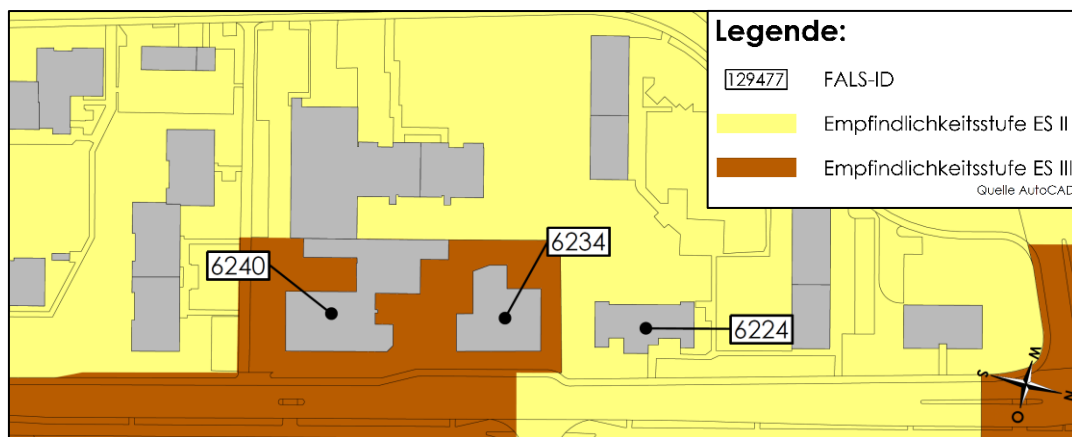 Legende:
129477 FALS-ID
Empfindlichkeitsstufe ES II
Empfindlichkeitsstufe ES III
Quelle AutoCAD
6234
6240
6224
W
S
N
O